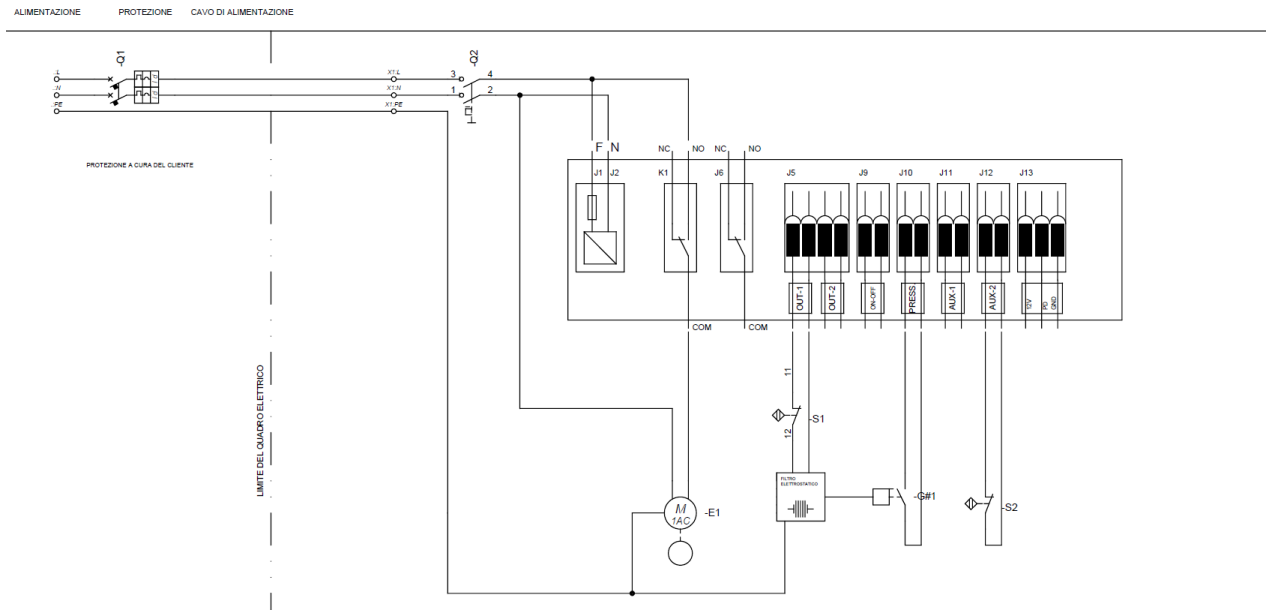 ALIMENTAZIONE PROTEZIONE CAVO DI ALIMENTAZIONE
-Q1
-Q2
.:L X1:L 3 4
.:N X1:N 1 2
.:PE X1:PE
PROTEZIONE A CURA DEL CLIENTE
F N NC NO NC NO
J1 J2 K1 J6 J5 J9 J10 J11 J12 J13
OUT-1 OUT-2 ON-OFF PRESS AUX-1 AUX-2 12V PD GND
COM COM
LIMITE DEL QUADRO ELETTRICO
11
-S1
12
FILTRO
ELETTROSTATICO
-G#1
-S2
M
1AC
-E1